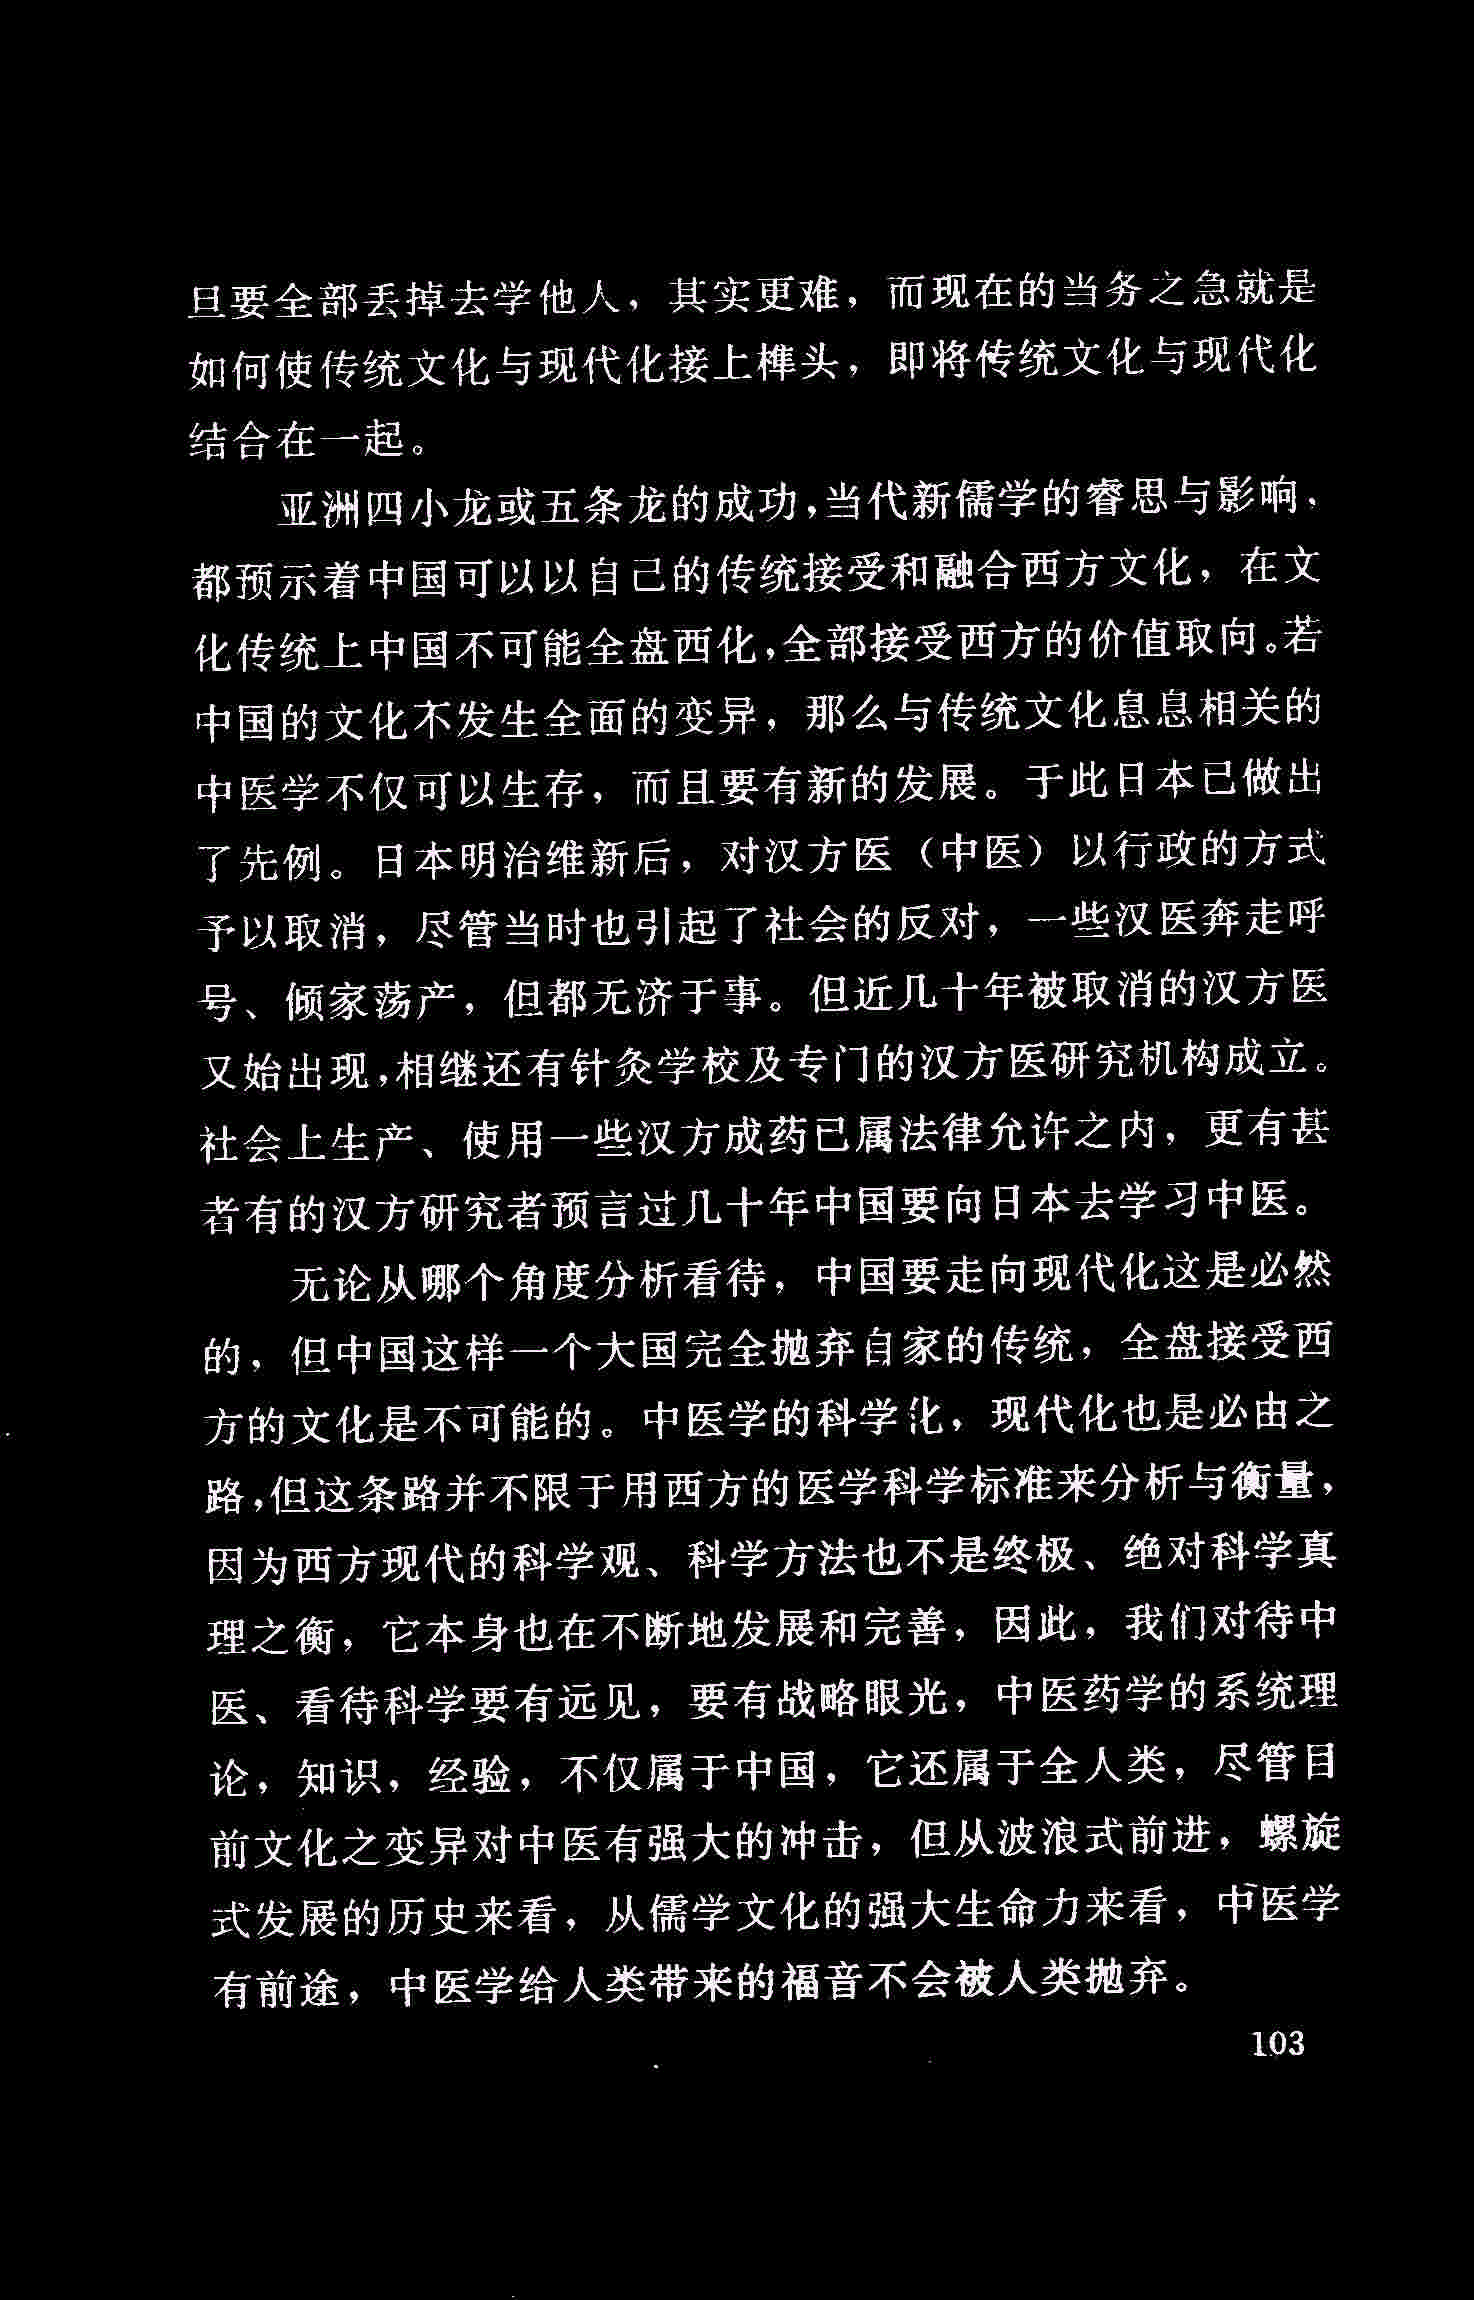 旦要全部丢掉去学他人，其实更难，而现在的当务之急就是
如何使传统文化与现代化接上榫头，即将传统文化与现代化
结合在一起。
亚洲四小龙或五条龙的成功，当代新儒学的睿思与影响，
都预示着中国可以以自己的传统接受和融合西方文化，在文
化传统上中国不可能全盘西化，全部接受西方的价值取向。若
中国的文化不发生全面的变异，那么与传统文化息息相关的
中医学不仅可以生存，而且要有新的发展。于此日本已做出
了先例。日本明治维新后，对汉方医（中医）以行政的方式
予以取消，尽管当时也引起了社会的反对，一些汉医奔走呼
号、倾家荡产，但都无济于事。但近几十年被取消的汉方医
又始出现，相继还有针灸学校及专门的汉方医研究机构成立。
社会上生产、使用一些汉方成药已属法律允许之内，更有甚
者有的汉方研究者预言过几十年中国要向日本去学习中医。
无论从哪个角度分析看待，中国要走向现代化这是必然
的，但中国这样一个大国完全抛弃自家的传统，全盘接受西
方的文化是不可能的。中医学的科学化，现代化也是必由之
路，但这条路并不限于用西方的医学科学标准来分析与衡量，
因为西方现代的科学观、科学方法也不是终极、绝对科学真
理之衡，它本身也在不断地发展和完善，因此，我们对待中
医、看待科学要有远见，要有战略眼光，中医药学的系统理
论，知识，经验，不仅属于中国，它还属于全人类，尽管目
前文化之变异对中医有强大的冲击，但从波浪式前进，螺旋
式发展的历史来看，从儒学文化的强大生命力来看，中医学
有前途，中医学给人类带来的福音不会被人类抛弃。
103